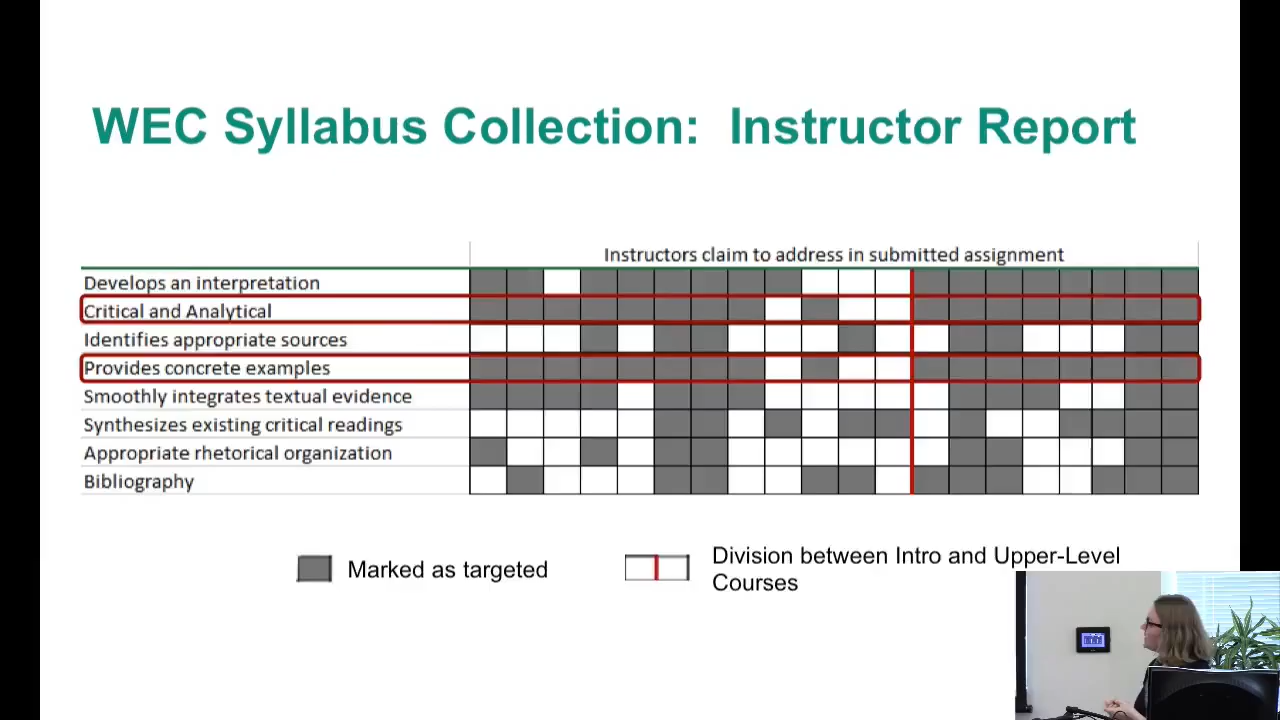 WEC Syllabus Collection:  Instructor Report
Instructors claim to address in submitted assignment
Develops an interpretation
Critical and Analytical
Identifies appropriate sources
Provides concrete examples
Smoothly integrates textual evidence
Synthesizes existing critical readings
Appropriate rhetorical organization
Bibliography
Marked as targeted
Division between Intro and Upper-Level
Courses